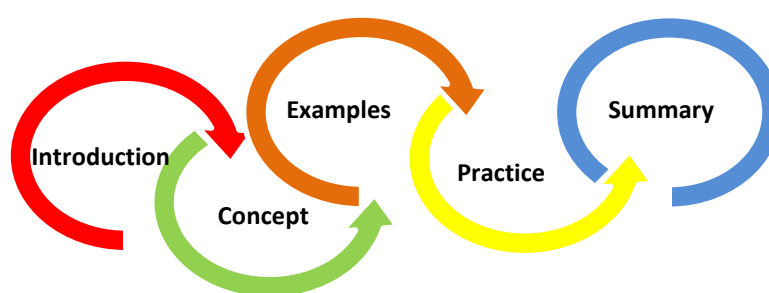 Introduction
Concept
Examples
Practice
Summary